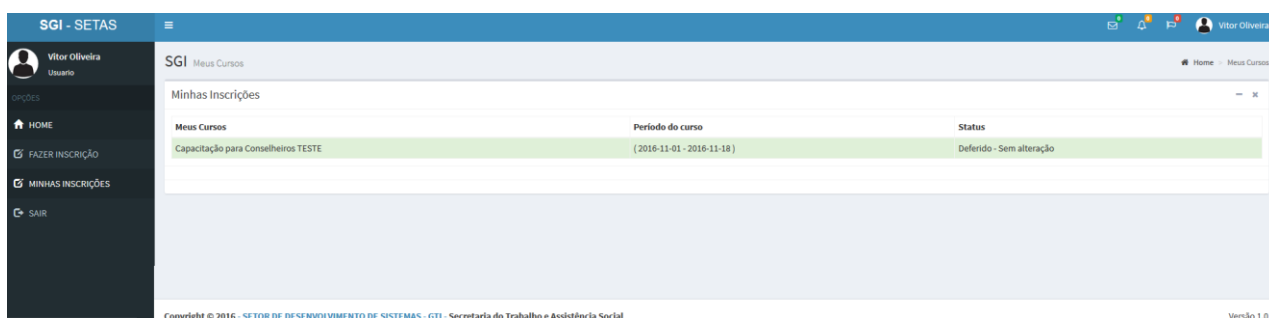 SGI - SETAS
0 0 0 Vitor Oliveira
Vitor Oliveira
Usuario
OPÇÕES
HOME
FAZER INSCRIÇÃO
MINHAS INSCRIÇÕES
SAIR
SGI Meus Cursos
Home > Meus Cursos
Minhas Inscrições
Meus Cursos Período do curso Status
Capacitação para Conselheiros TESTE ( 2016-11-01 - 2016-11-18 ) Deferido - Sem alteração
Copyright © 2016 - SETOR DE DESENVOLVIMENTO DE SISTEMAS - GTI - Secretaria do Trabalho e Assistência Social Versão 1.0